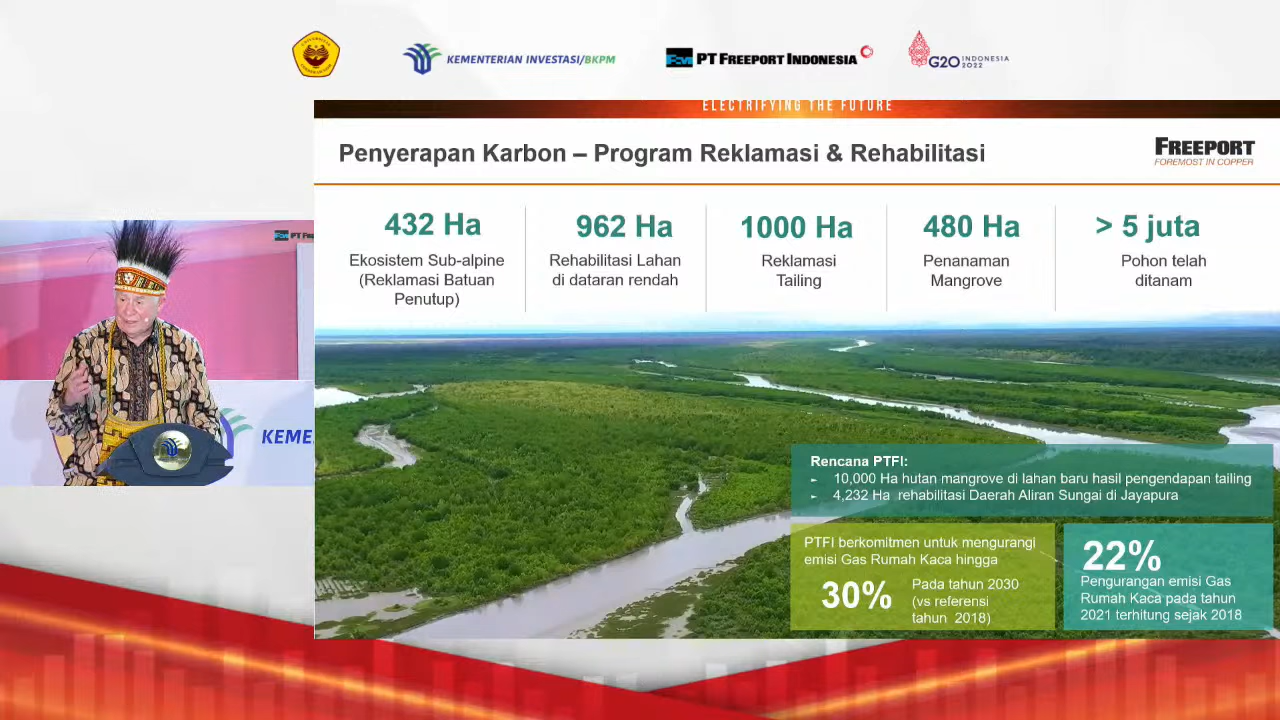 KEMENTERIAN INVESTASI/BKPM
FCX PT FREEPORT INDONESIA
G20 INDONESIA
2022
ELECTRIFYING THE FUTURE
Penyerapan Karbon – Program Reklamasi & Rehabilitasi
FREEPORT
FOREMOST IN COPPER
432 Ha
Ekosistem Sub-alpine
(Reklamasi Batuan
Penutup)
962 Ha
Rehabilitasi Lahan
di dataran rendah
1000 Ha
Reklamasi
Tailing
480 Ha
Penanaman
Mangrove
> 5 juta
Pohon telah
ditanam
PT
KEME
Rencana PTFI:
► 10,000 Ha hutan mangrove di lahan baru hasil pengendapan tailing
► 4,232 Ha rehabilitasi Daerah Aliran Sungai di Jayapura
PTFI berkomitmen untuk mengurangi
emisi Gas Rumah Kaca hingga
30%
Pada tahun 2030
(vs referensi
tahun 2018)
22%
Pengurangan emisi Gas
Rumah Kaca pada tahun
2021 terhitung sejak 2018